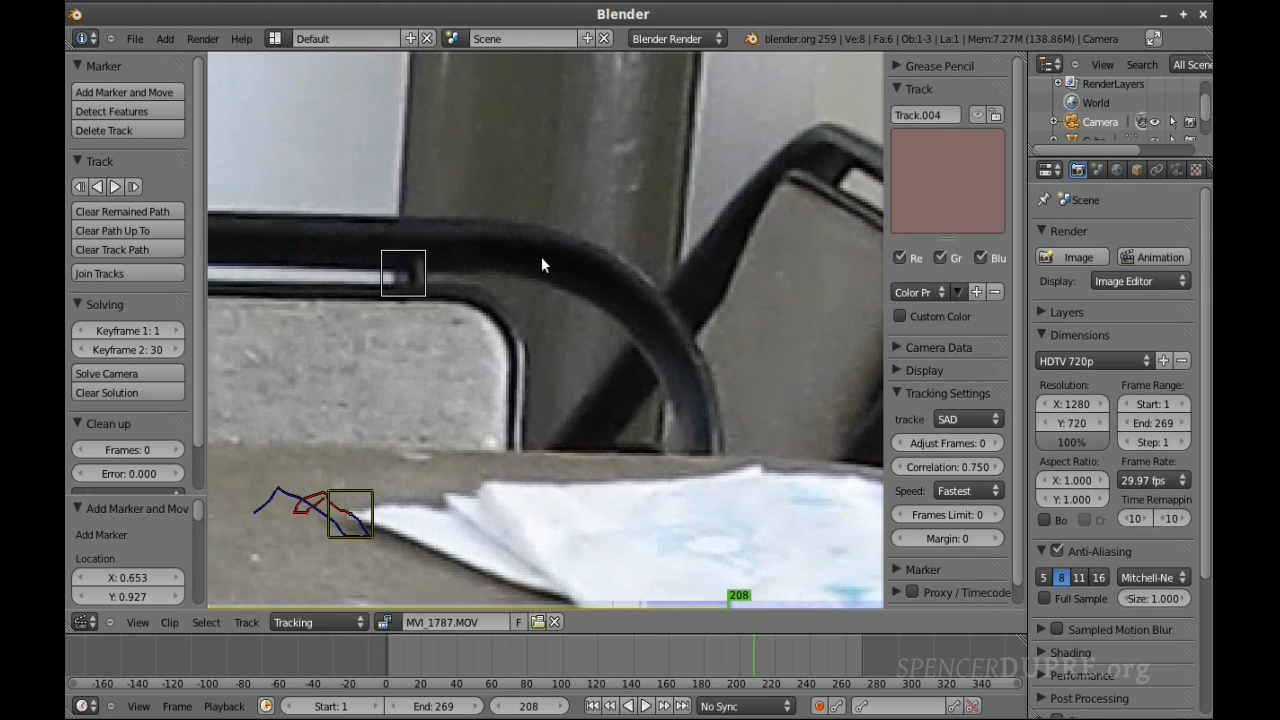 Blender
File Add Render Help Default Scene Blender Render blender.org 259 | Ve:8 | Fa:6 | Ob:1-3 | La:1 | Mem:7.27M (138.86M) | Camera
Marker
Add Marker and Move
Detect Features
Delete Track
Track
Clear Remained Path
Clear Path Up To
Clear Track Path
Join Tracks
Solving
Keyframe 1: 1
Keyframe 2: 30
Solve Camera
Clear Solution
Clean up
Frames: 0
Error: 0.000
Add Marker and Mov
Add Marker
Location
X: 0.653
Y: 0.927
208
Grease Pencil
Track
Track.004
Re Gr Blu
Color Pr
Custom Color
Camera Data
Display
Tracking Settings
tracke SAD
Adjust Frames: 0
Correlation: 0.750
Speed: Fastest
Frames Limit: 0
Margin: 0
Marker
Proxy / Timecode
View Search All Scene
RenderLayers
World
Camera
Scene
Render
Image Animation
Display: Image Editor
Layers
Dimensions
HDTV 720p
Resolution: Frame Range:
X: 1280 Start: 1
Y: 720 End: 269
100% Step: 1
Aspect Ratio: Frame Rate:
X: 1.000 29.97 fps
Y: 1.000 Time Remappin
Bo Cr 10 10
Anti-Aliasing
5 8 11 16 Mitchell-Ne
Full Sample Size: 1.000
Sampled Motion Blur
Shading
Performance
Post Processing
View Clip Select Track Tracking MVI_1787.MOV F
SPENCERDUPRE.org
-160 -140 -120 -100 -80 -60 -40 -20 0 20 40 60 80 100 120 140 160 180 200 220 240 260 280 300 320 340
View Frame Playback Start: 1 End: 269 208 No Sync